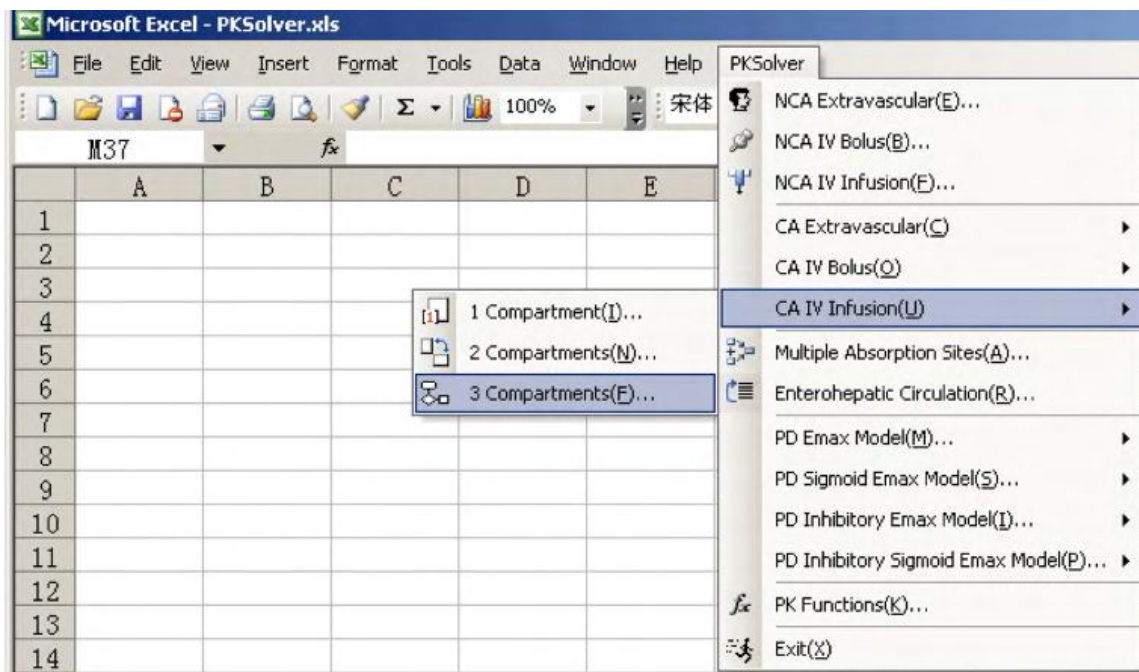 Microsoft Excel - PKSolver.xls
File Edit View Insert Format Tools Data Window Help PKSolver
Σ 100% 宋体
M37 fx
A B C D E
1
2
3
4
5
6
7
8
9
10
11
12
13
14
NCA Extravascular(E)...
NCA IV Bolus(B)...
NCA IV Infusion(F)...
CA Extravascular(C)
CA IV Bolus(O)
CA IV Infusion(U)
Multiple Absorption Sites(A)...
Enterohepatic Circulation(R)...
PD Emax Model(M)...
PD Sigmoid Emax Model(S)...
PD Inhibitory Emax Model(I)...
PD Inhibitory Sigmoid Emax Model(P)...
fx PK Functions(K)...
Exit(X)
[1] 1 Compartment(I)...
2 Compartments(N)...
3 Compartments(F)...